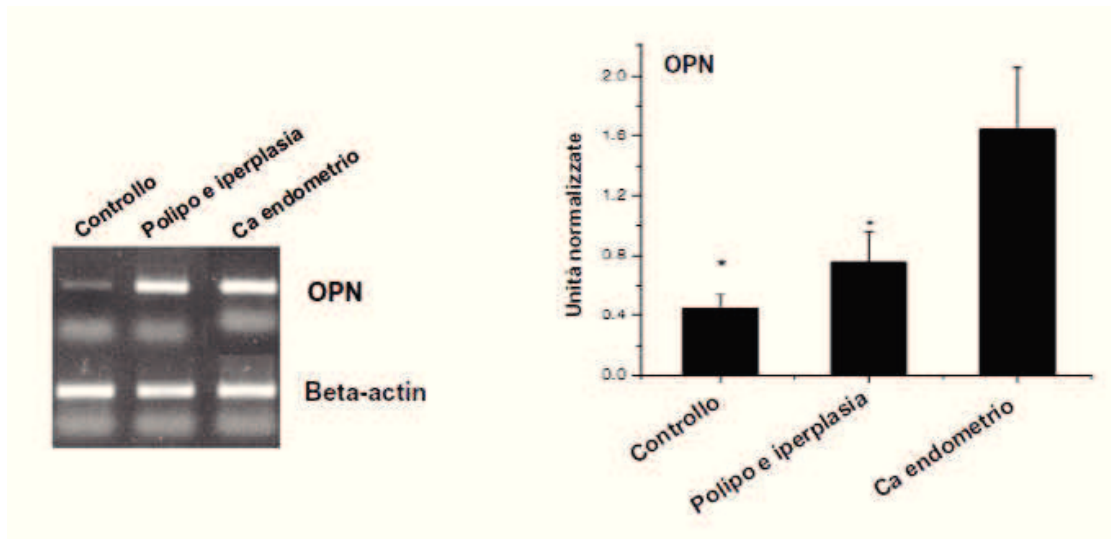 Controllo
Polipo e iperplasia
Ca endometrio
OPN
Beta-actin
OPN
Unità normalizzate
2.0
1.6
1.2
0.8
0.4
0.0
*
*
Controllo
Polipo e iperplasia
Ca endometrio